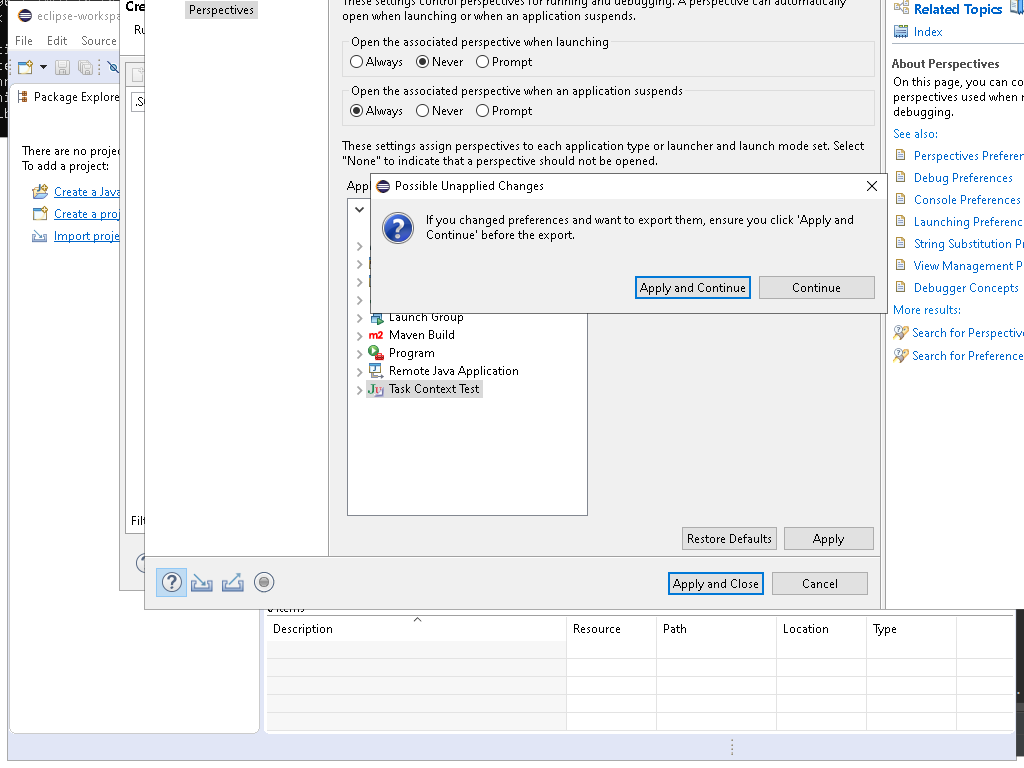 eclipse-workspa
File Edit Source
Package Explore
There are no projec
To add a project:
Create a Java
Create a proj
Import proje
Cre
Ru
Filt
Perspectives
These settings control perspectives for running and debugging. A perspective can automatically
open when launching or when an application suspends.
Open the associated perspective when launching
Always Never Prompt
Open the associated perspective when an application suspends
Always Never Prompt
These settings assign perspectives to each application type or launcher and launch mode set. Select
"None" to indicate that a perspective should not be opened.
Appl
Possible Unapplied Changes
If you changed preferences and want to export them, ensure you click 'Apply and
Continue' before the export.
Apply and Continue
Continue
Launch Group
m2 Maven Build
Program
Remote Java Application
Ju Task Context Test
Restore Defaults
Apply
Apply and Close
Cancel
Related Topics
Index
About Perspectives
On this page, you can co
perspectives used when r
debugging.
See also:
Perspectives Preferen
Debug Preferences
Console Preferences
Launching Preferenc
String Substitution Pr
View Management P
Debugger Concepts
More results:
Search for Perspective
Search for Preference
0 items
Description Resource Path Location Type